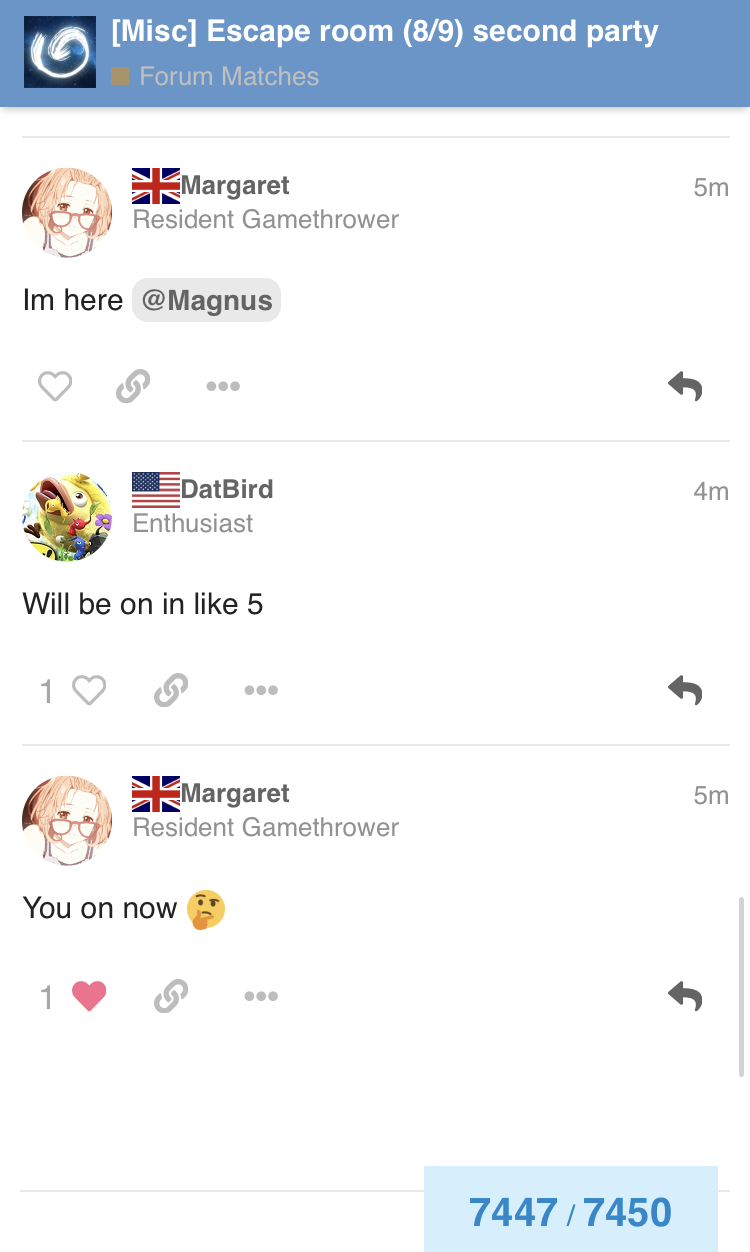 [Misc] Escape room (8/9) second party
Forum Matches
Margaret
5m
Resident Gamethrower
Im here @Magnus
DatBird
4m
Enthusiast
Will be on in like 5
1
Margaret
5m
Resident Gamethrower
You on now 🤔
1
7447 / 7450